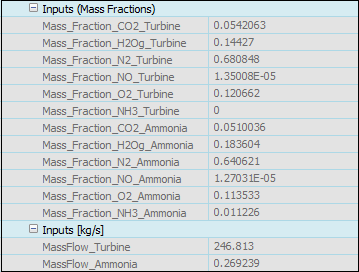 Inputs (Mass Fractions)
Mass_Fraction_CO2_Turbine 0.0542063
Mass_Fraction_H2Og_Turbine 0.14427
Mass_Fraction_N2_Turbine 0.680848
Mass_Fraction_NO_Turbine 1.35008E-05
Mass_Fraction_O2_Turbine 0.120662
Mass_Fraction_NH3_Turbine 0
Mass_Fraction_CO2_Ammonia 0.0510036
Mass_Fraction_H2Og_Ammonia 0.183604
Mass_Fraction_N2_Ammonia 0.640621
Mass_Fraction_NO_Ammonia 1.27031E-05
Mass_Fraction_O2_Ammonia 0.113533
Mass_Fraction_NH3_Ammonia 0.011226
Inputs [kg/s]
MassFlow_Turbine 246.813
MassFlow_Ammonia 0.269239